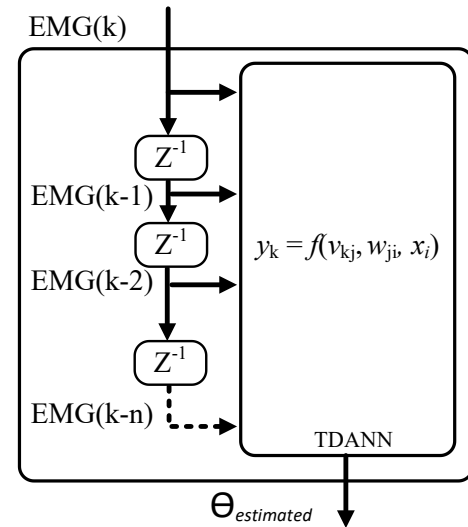 EMG(k)
Z⁻¹
EMG(k-1)
Z⁻¹
yₖ = f(vₖⱼ, wⱼᵢ, xᵢ)
EMG(k-2)
Z⁻¹
EMG(k-n)
TDANN
ϴestimated